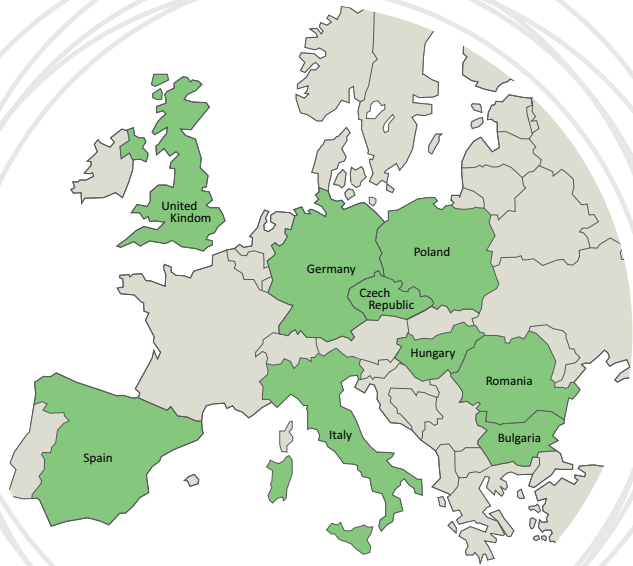 United
Kindom
Germany
Poland
Czech
Republic
Hungary
Romania
Italy
Bulgaria
Spain